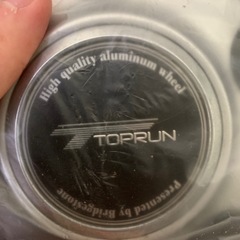 High quality aluminum wheel
TOPRUN
Presented by Bridgestone